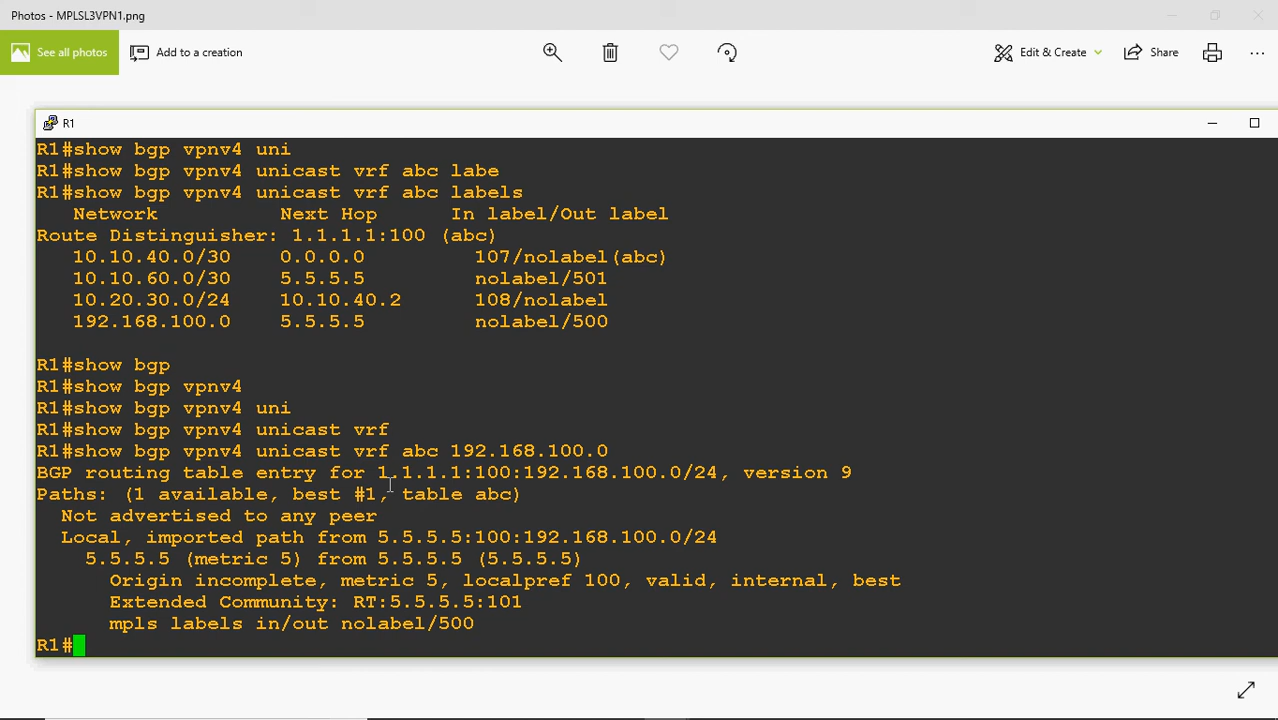 Photos - MPLSL3VPN1.png
See all photos
Add to a creation
Edit & Create
Share
R1
R1#show bgp vpnv4 uni
R1#show bgp vpnv4 unicast vrf abc labe
R1#show bgp vpnv4 unicast vrf abc labels
Network Next Hop In label/Out label
Route Distinguisher: 1.1.1.1:100 (abc)
10.10.40.0/30 0.0.0.0 107/nolabel(abc)
10.10.60.0/30 5.5.5.5 nolabel/501
10.20.30.0/24 10.10.40.2 108/nolabel
192.168.100.0 5.5.5.5 nolabel/500
R1#show bgp
R1#show bgp vpnv4
R1#show bgp vpnv4 uni
R1#show bgp vpnv4 unicast vrf
R1#show bgp vpnv4 unicast vrf abc 192.168.100.0
BGP routing table entry for 1.1.1.1:100:192.168.100.0/24, version 9
Paths: (1 available, best #1, table abc)
Not advertised to any peer
Local, imported path from 5.5.5.5:100:192.168.100.0/24
5.5.5.5 (metric 5) from 5.5.5.5 (5.5.5.5)
Origin incomplete, metric 5, localpref 100, valid, internal, best
Extended Community: RT:5.5.5.5:101
mpls labels in/out nolabel/500
R1#